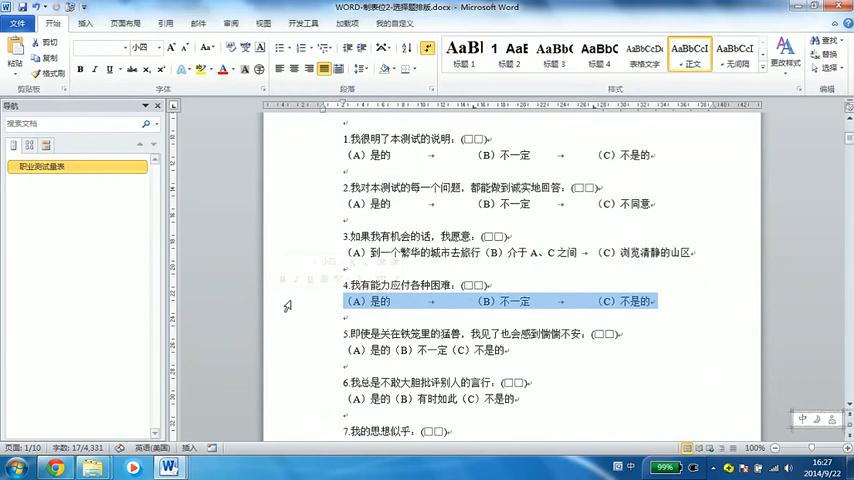 WORD-制表位2-选择题排版.docx - Microsoft Word
文件 开始 插入 页面布局 引用 邮件 审阅 视图 开发工具 加载项 我的自定义
剪切
复制
格式刷
粘贴
小四
AaBl 1 AaE AaBbC AaBbC AaBbCcDc AaBbCcI AaBbCcI
标题 1 标题 2 标题 3 标题 4 表格文字 正文 无间隔
更改样式
查找
替换
选择
剪贴板 字体 段落 样式 编辑
导航
搜索文档
职业测试量表
1.我很明了本测试的说明：(□□)
（A）是的 → （B）不一定 → （C）不是的
2.我对本测试的每一个问题，都能做到诚实地回答：(□□)
（A）是的 → （B）不一定 → （C）不同意
3.如果我有机会的话，我愿意：(□□)
（A）到一个繁华的城市去旅行（B）介于 A、C 之间 → （C）浏览清静的山区
4.我有能力应付各种困难：(□□)
（A）是的 → （B）不一定 → （C）不是的
5.即使是关在铁笼里的猛兽，我见了也会感到惴惴不安：(□□)
（A）是的（B）不一定（C）不是的
6.我总是不敢大胆批评别人的言行：(□□)
（A）是的（B）有时如此（C）不是的
7.我的思想似乎：(□□)
中
页面: 1/10 字数: 17/4,331 英语(美国) 插入 100%
中 99% 16:27
2014/9/22